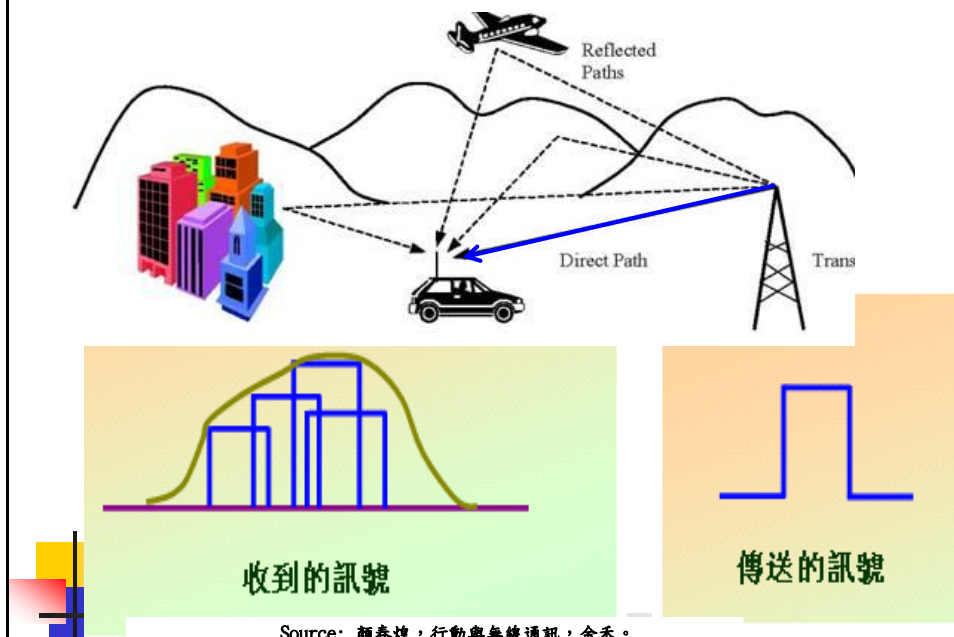 Reflected
Paths
Direct Path
Trans
收到的訊號
傳送的訊號
Source: 顏春煌，行動與無線通訊，金禾。